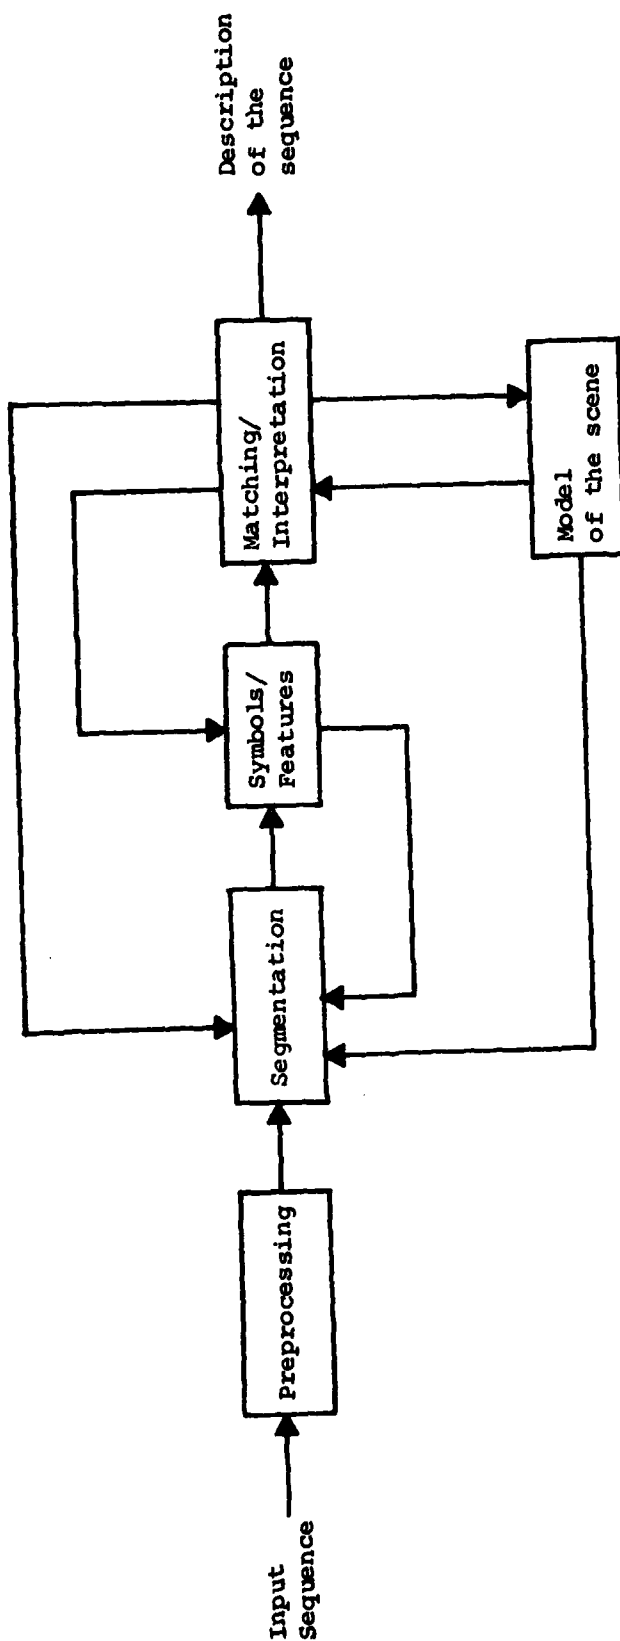 Input
Sequence
Preprocessing
Segmentation
Symbols/
Features
Matching/
Interpretation
Description
of the
sequence
Model
of the scene